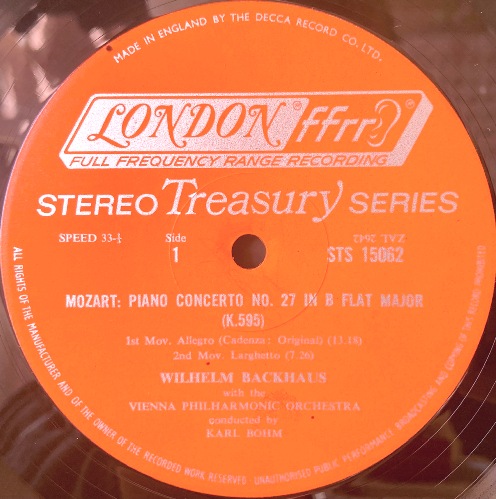 MADE IN ENGLAND BY THE DECCA RECORD CO. LTD.
LONDON ® ffrr ®
FULL FREQUENCY RANGE RECORDING
STEREO Treasury SERIES
SPEED 33-⅓
Side
1
ZAL 2642
STS 15062
MOZART: PIANO CONCERTO NO. 27 IN B FLAT MAJOR
(K.595)
1st Mov. Allegro (Cadenza: Original) (13.18)
2nd Mov. Larghetto (7.26)
WILHELM BACKHAUS
with the
VIENNA PHILHARMONIC ORCHESTRA
conducted by
KARL BOHM
ALL RIGHTS OF THE MANUFACTURER AND OF THE OWNER OF THE RECORDED WORK RESERVED · UNAUTHORISED PUBLIC PERFORMANCE BROADCASTING AND COPYING OF THIS RECORD PROHIBITED